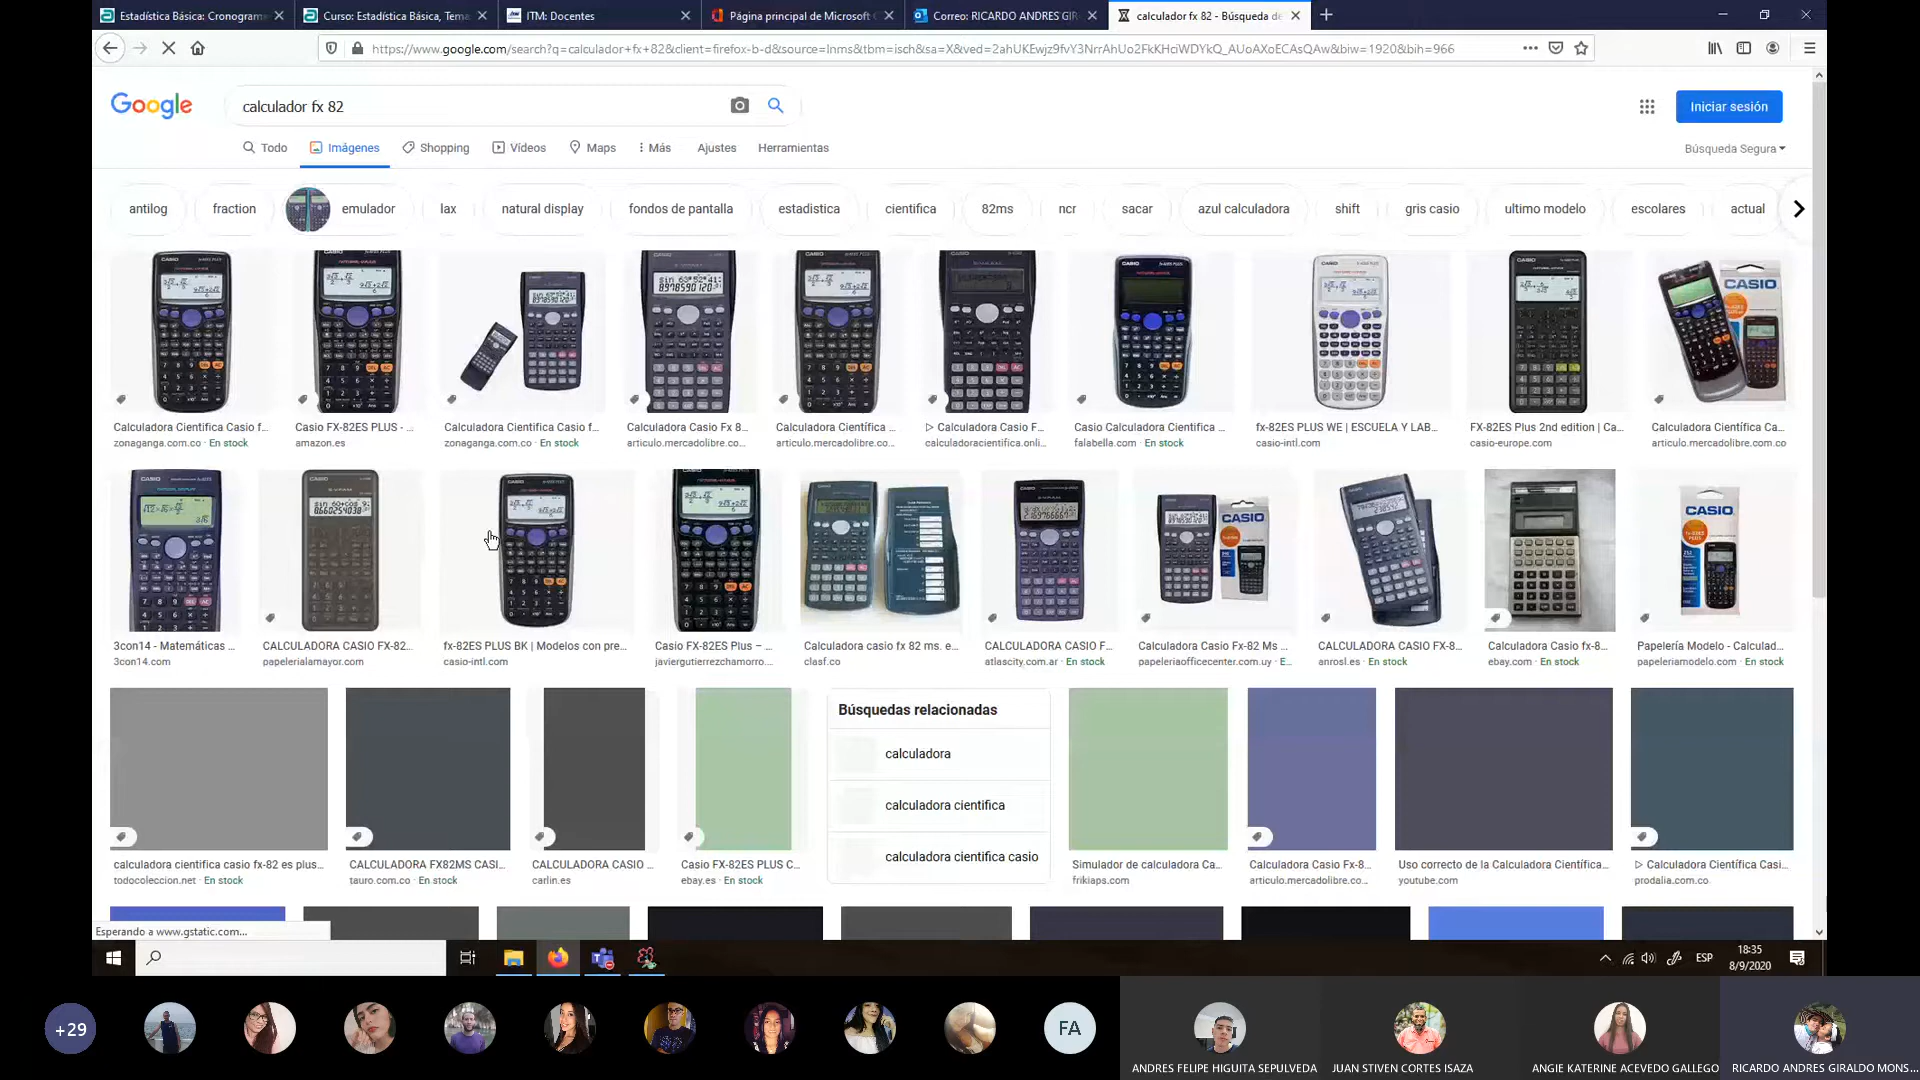 Estadística Básica: Cronogram
Curso: Estadística Básica, Tema
ITM: Docentes
Página principal de Microsoft O
Correo: RICARDO ANDRES GIR
calculador fx 82 - Búsqueda de
https://www.google.com/search?q=calculador+fx+82&client=firefox-b-d&source=lnms&tbm=isch&sa=X&ved=2ahUKEwjz9fvY3NrrAhUo2FkKHciWDYkQ_AUoAXoECAsQAw&biw=1920&bih=966
Google
calculador fx 82
Iniciar sesión
Todo
Imágenes
Shopping
Vídeos
Maps
Más
Ajustes
Herramientas
Búsqueda Segura
antilog
fraction
emulador
lax
natural display
fondos de pantalla
estadistica
cientifica
82ms
ncr
sacar
azul calculadora
shift
gris casio
ultimo modelo
escolares
actual
CASIO
Calculadora Cientifica Casio f...
zonaganga.com.co · En stock
Casio FX-82ES PLUS - ...
amazon.es
Calculadora Cientifica Casio f...
zonaganga.com.co · En stock
Calculadora Casio Fx 8...
articulo.mercadolibre.co...
Calculadora Científica ...
articulo.mercadolibre.co...
▷ Calculadora Casio F...
calculadoracientifica.onli...
Casio Calculadora Cientifica ...
falabella.com · En stock
fx-82ES PLUS WE | ESCUELA Y LAB...
casio-intl.com
FX-82ES PLUS 2nd edition | Ca...
casio-europe.com
Calculadora Científica Ca...
articulo.mercadolibre.com.co
CASIO
CASIO
3con14 - Matemáticas ...
3con14.com
CALCULADORA CASIO FX-82...
papelerialamayor.com
fx-82ES PLUS BK | Modelos con pre...
casio-intl.com
Casio FX-82ES Plus – ...
javiergutierrezchamorro....
Calculadora casio fx 82 ms. e...
clasf.co
CALCULADORA CASIO F...
atlascity.com.ar · En stock
Calculadora Casio Fx-82 Ms ...
papeleriaofficecenter.com.uy · E...
CALCULADORA CASIO FX-8...
anrosl.es · En stock
Calculadora Casio fx-8...
ebay.com · En stock
Papelería Modelo - Calculad...
papeleriamodelo.com · En stock
Búsquedas relacionadas
calculadora
calculadora cientifica
calculadora cientifica casio
calculadora cientifica casio fx-82 es plus...
todocoleccion.net · En stock
CALCULADORA FX82MS CASI...
tauro.com.co · En stock
CALCULADORA CASIO ...
carlin.es
Casio FX-82ES PLUS C...
ebay.es · En stock
Simulador de calculadora Ca...
frikiaps.com
Calculadora Casio Fx-8...
articulo.mercadolibre.co...
Uso correcto de la Calculadora Científica...
youtube.com
▷ Calculadora Científica Casi...
prodalia.com.co
Esperando a www.gstatic.com...
ESP
18:35
8/9/2020
+29
FA
ANDRES FELIPE HIGUITA SEPULVEDA
JUAN STIVEN CORTES ISAZA
ANGIE KATERINE ACEVEDO GALLEGO
RICARDO ANDRES GIRALDO MONS...